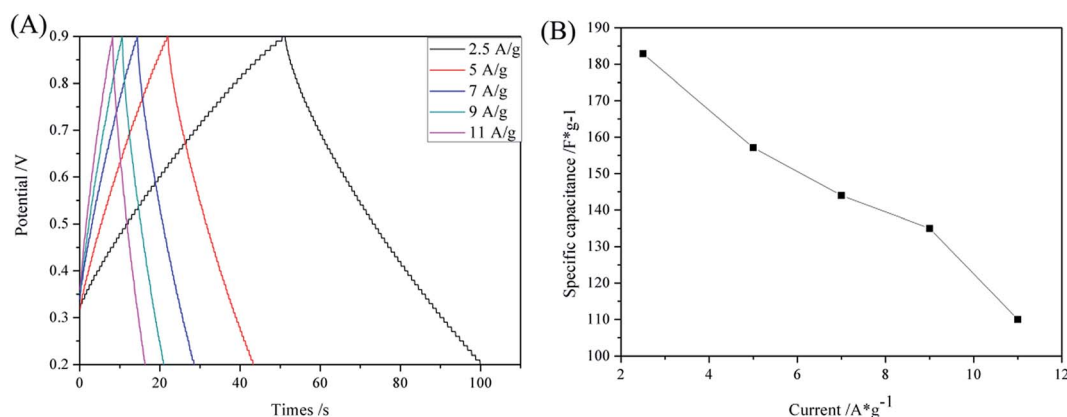 (A)
0.9
0.8
0.7
0.6
0.5
0.4
0.3
0.2
Potential /V
0 20 40 60 80 100
Times /s
2.5 A/g
5 A/g
7 A/g
9 A/g
11 A/g
(B)
190
180
170
160
150
140
130
120
110
100
Specific capacitance /F*g-1
2 4 6 8 10 12
Current /A*g-1